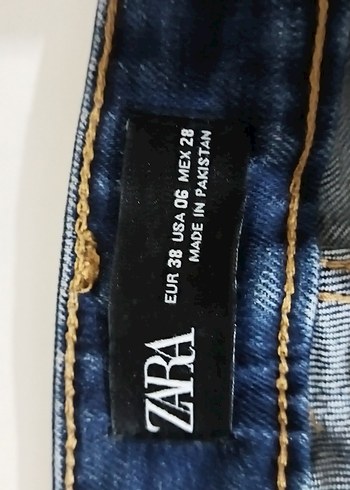 ZARA
EUR 38 USA 06 MEX 28
MADE IN PAKISTAN